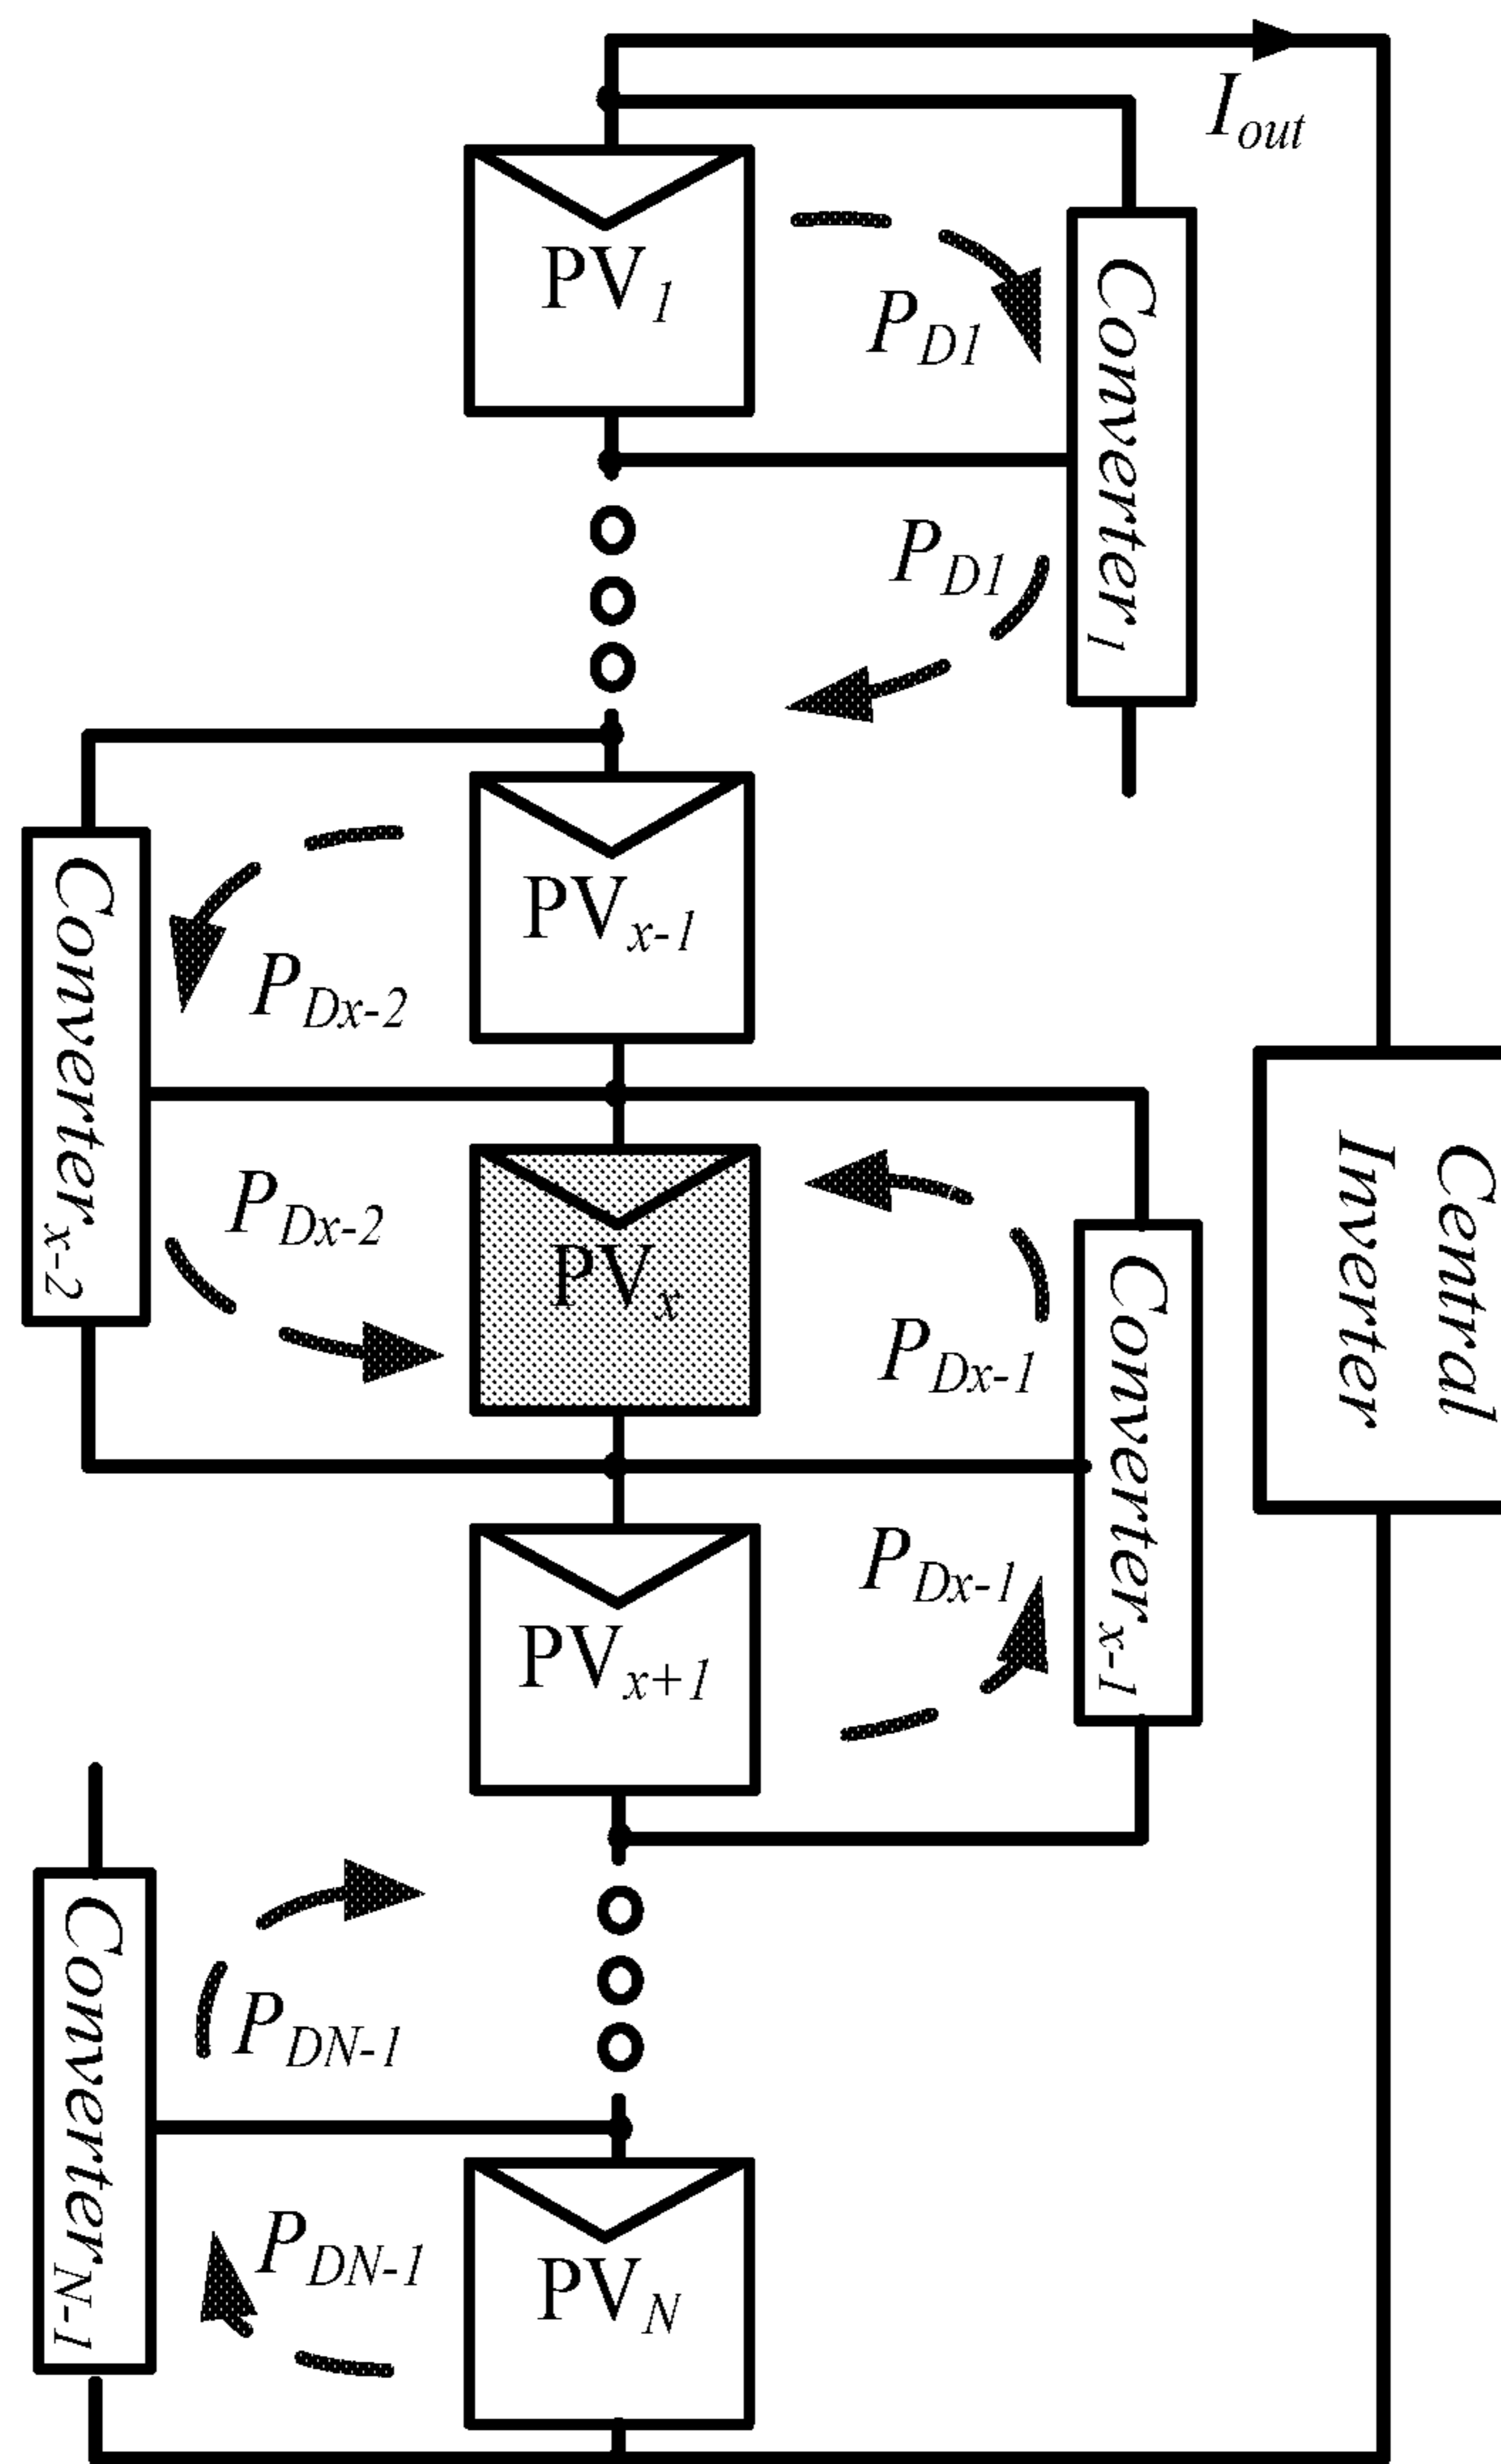 I_out
PV_1
P_D1
Converter_1
P_D1
PV_x-1
P_Dx-2
Converter_x-2
P_Dx-2
PV_x
P_Dx-1
Converter_x-1
Central
Inverter
PV_x+1
P_Dx-1
Converter_N-1
P_DN-1
P_DN-1
PV_N